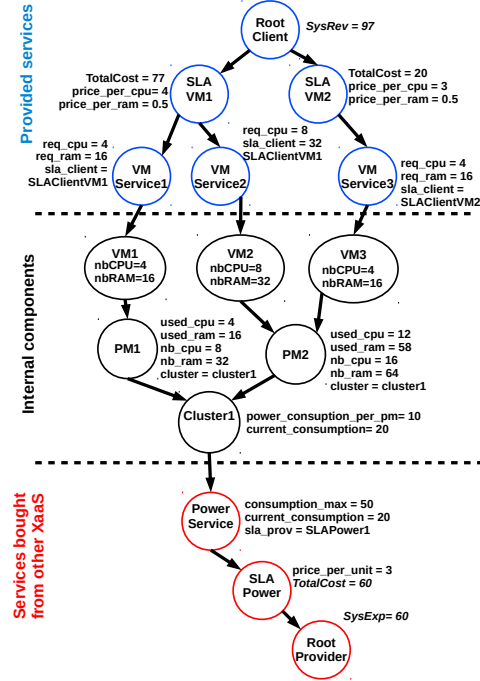 Provided services
Root
Client
SysRev = 97
TotalCost = 77
price_per_cpu= 4
price_per_ram = 0.5
SLA
VM1
SLA
VM2
TotalCost = 20
price_per_cpu = 3
price_per_ram = 0.5
req_cpu = 4
req_ram = 16
sla_client =
SLAClientVM1
VM
Service1
req_cpu = 8
sla_client = 32
SLAClientVM1
VM
Service2
VM
Service3
req_cpu = 4
req_ram = 16
sla_client =
SLAClientVM2
Internal components
VM1
nbCPU=4
nbRAM=16
VM2
nbCPU=8
nbRAM=32
VM3
nbCPU=4
nbRAM=16
PM1
used_cpu = 4
used_ram = 16
nb_cpu = 8
nb_ram = 32
cluster = cluster1
PM2
used_cpu = 12
used_ram = 58
nb_cpu = 16
nb_ram = 64
cluster = cluster1
Cluster1
power_consuption_per_pm= 10
current_consumption= 20
Services bought
from other XaaS
Power
Service
consumption_max = 50
current_consumption = 20
sla_prov = SLAPower1
SLA
Power
price_per_unit = 3
TotalCost = 60
SysExp= 60
Root
Provider